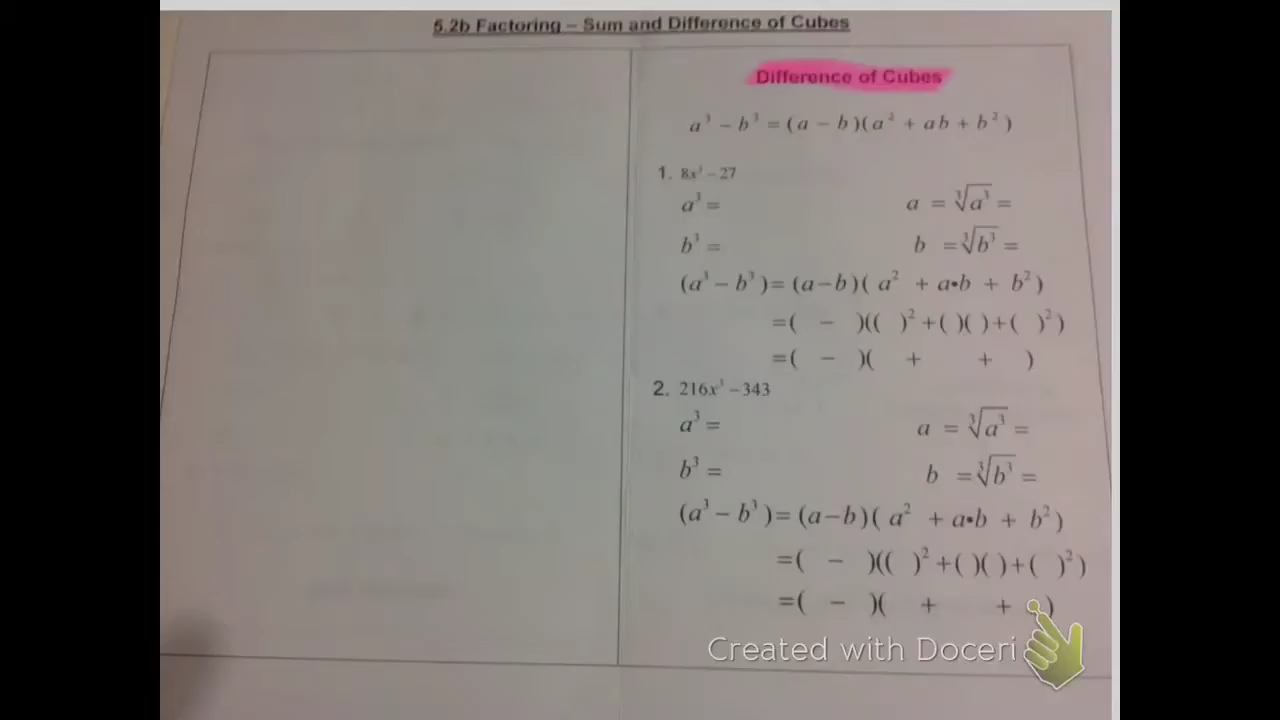 5.2b Factoring – Sum and Difference of Cubes
Difference of Cubes
a³ – b³ = (a – b)(a² + ab + b²)
1. 8x³ – 27
a³ = a = ∛a³ =
b³ = b = ∛b³ =
(a³ – b³) = (a–b)( a² + a•b + b²)
=( – )(( )² +( )( )+( )²)
=( – )( + + )
2. 216x³ – 343
a³ = a = ∛a³ =
b³ = b = ∛b³ =
(a³ – b³) = (a–b)( a² + a•b + b²)
=( – )(( )² +( )( )+( )²)
=( – )( + + )
Created with Doceri